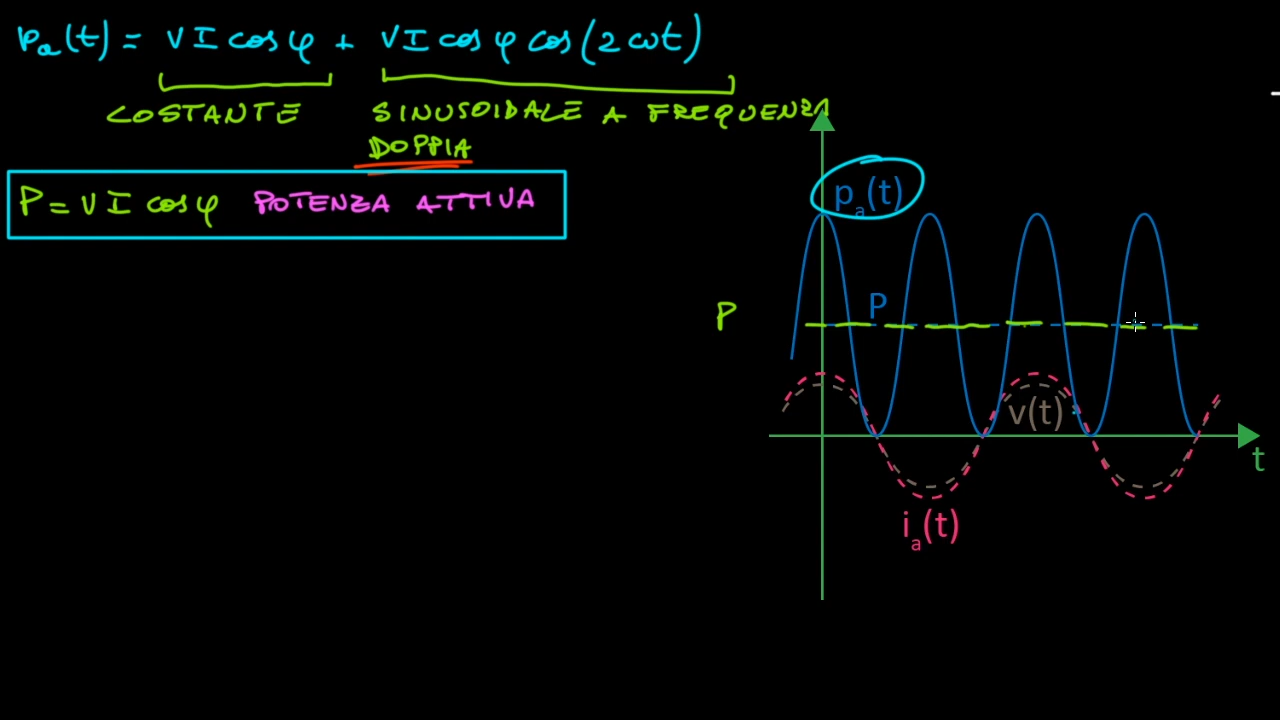 pa(t) = VI cos φ + VI cos φ cos(2ωt)
COSTANTE SINUSOIDALE A FREQUENZA
DOPPIA
P = VI cos φ POTENZA ATTIVA
pa(t)
P P
v(t)
t
ia(t)